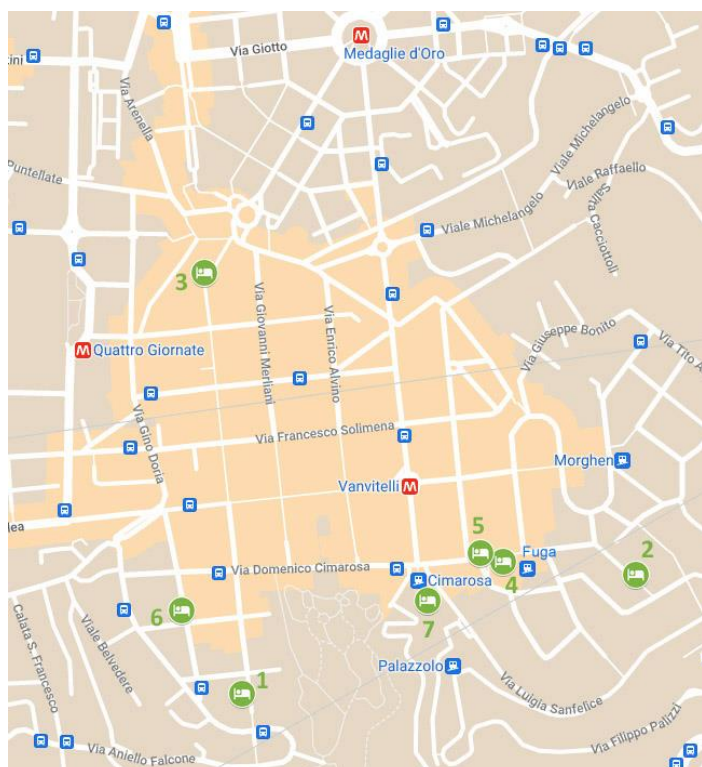 Via Giotto
M
Medaglie d'Oro
tini
Via Arenella
Viale Michelangelo
Puntellate
Viale Raffaello
Salita Cacciottoli
Viale Michelangelo
3
Via Giovanni Merliani
Via Enrico Alvino
Via Giuseppe Bonito
Via Tito A
M Quattro Giornate
Via Gino Doria
Via Francesco Solimena
Morghen
Vanvitelli M
lea
5
Fuga
2
4
Via Domenico Cimarosa
Cimarosa
6
7
Calata S. Francesco
Viale Belvedere
Palazzolo
1
Via Luigia Sanfelice
Via Filippo Palizzi
Via Aniello Falcone